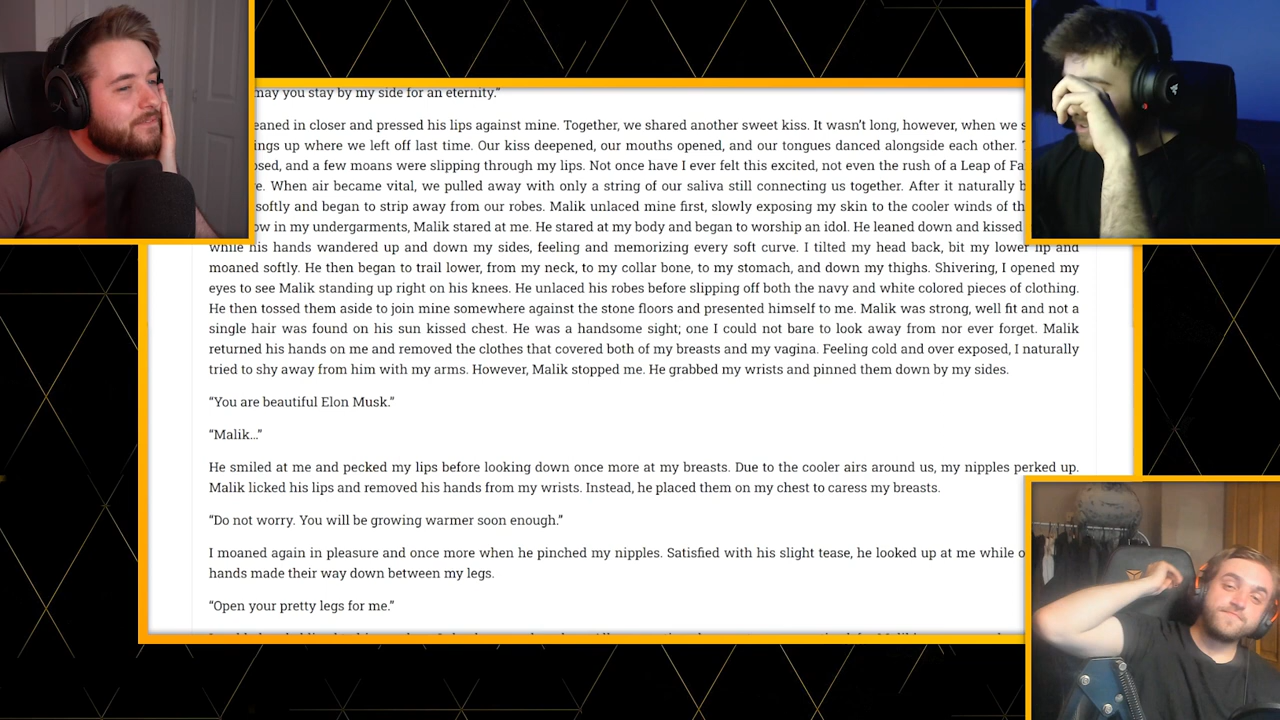 may you stay by my side for an eternity.”
eaned in closer and pressed his lips against mine. Together, we shared another sweet kiss. It wasn’t long, however, when we s
ings up where we left off last time. Our kiss deepened, our mouths opened, and our tongues danced alongside each other.
osed, and a few moans were slipping through my lips. Not once have I ever felt this excited, not even the rush of a Leap of Fa
e. When air became vital, we pulled away with only a string of our saliva still connecting us together. After it naturally b
softly and began to strip away from our robes. Malik unlaced mine first, slowly exposing my skin to the cooler winds of th
ow in my undergarments, Malik stared at me. He stared at my body and began to worship an idol. He leaned down and kissed
while his hands wandered up and down my sides, feeling and memorizing every soft curve. I tilted my head back, bit my lower lip and
moaned softly. He then began to trail lower, from my neck, to my collar bone, to my stomach, and down my thighs. Shivering, I opened my
eyes to see Malik standing up right on his knees. He unlaced his robes before slipping off both the navy and white colored pieces of clothing.
He then tossed them aside to join mine somewhere against the stone floors and presented himself to me. Malik was strong, well fit and not a
single hair was found on his sun kissed chest. He was a handsome sight; one I could not bare to look away from nor ever forget. Malik
returned his hands on me and removed the clothes that covered both of my breasts and my vagina. Feeling cold and over exposed, I naturally
tried to shy away from him with my arms. However, Malik stopped me. He grabbed my wrists and pinned them down by my sides.
“You are beautiful Elon Musk.”
“Malik…”
He smiled at me and pecked my lips before looking down once more at my breasts. Due to the cooler airs around us, my nipples perked up.
Malik licked his lips and removed his hands from my wrists. Instead, he placed them on my chest to caress my breasts.
“Do not worry. You will be growing warmer soon enough.”
I moaned again in pleasure and once more when he pinched my nipples. Satisfied with his slight tease, he looked up at me while o
hands made their way down between my legs.
“Open your pretty legs for me.”